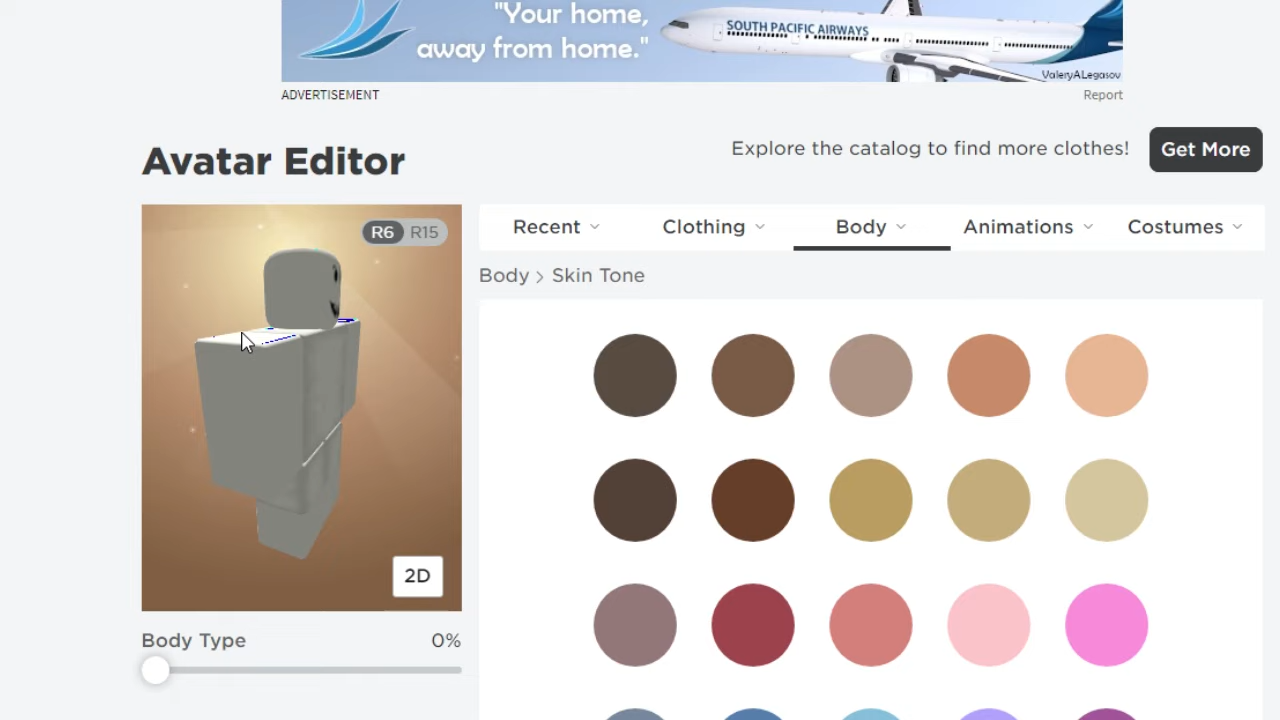 "Your home,
away from home."
SOUTH PACIFIC AIRWAYS
ValeryALegasov
ADVERTISEMENT
Report
Avatar Editor
Explore the catalog to find more clothes!
Get More
R6 R15
Recent Clothing Body Animations Costumes
Body > Skin Tone
2D
Body Type 0%